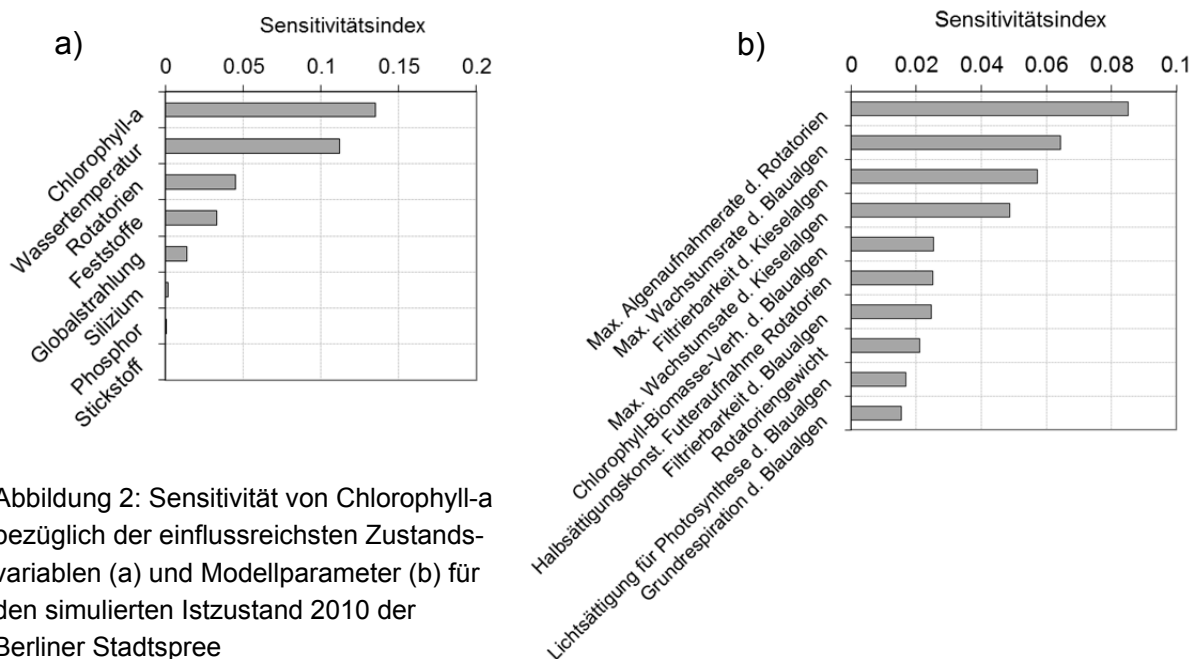 a)
Sensitivitätsindex
0 0.05 0.1 0.15 0.2
Chlorophyll-a
Wassertemperatur
Rotatorien
Feststoffe
Globalstrahlung
Silizium
Phosphor
Stickstoff
b)
Sensitivitätsindex
0 0.02 0.04 0.06 0.08 0.1
Max. Algenaufnahmerate d. Rotatorien
Max. Wachstumsrate d. Blaualgen
Filtrierbarkeit d. Kieselalgen
Max. Wachstumsate d. Kieselalgen
Chlorophyll-Biomasse-Verh. d. Blaualgen
Halbsättigungskonst. Futteraufnahme Rotatorien
Filtrierbarkeit d. Blaualgen
Rotatoriengewicht
Lichtsättigung für Photosynthese d. Blaualgen
Grundrespiration d. Blaualgen
Abbildung 2: Sensitivität von Chlorophyll-a
bezüglich der einflussreichsten Zustands-
variablen (a) und Modellparameter (b) für
den simulierten Istzustand 2010 der
Berliner Stadtspree